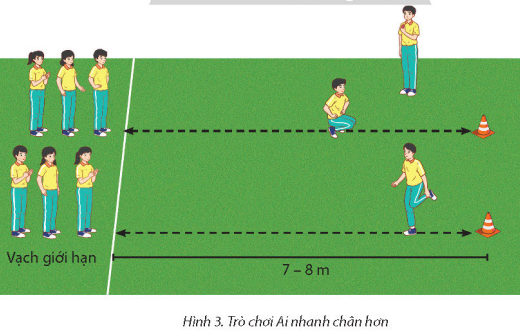 Vạch giới hạn
7 – 8 m
Hình 3. Trò chơi Ai nhanh chân hơn